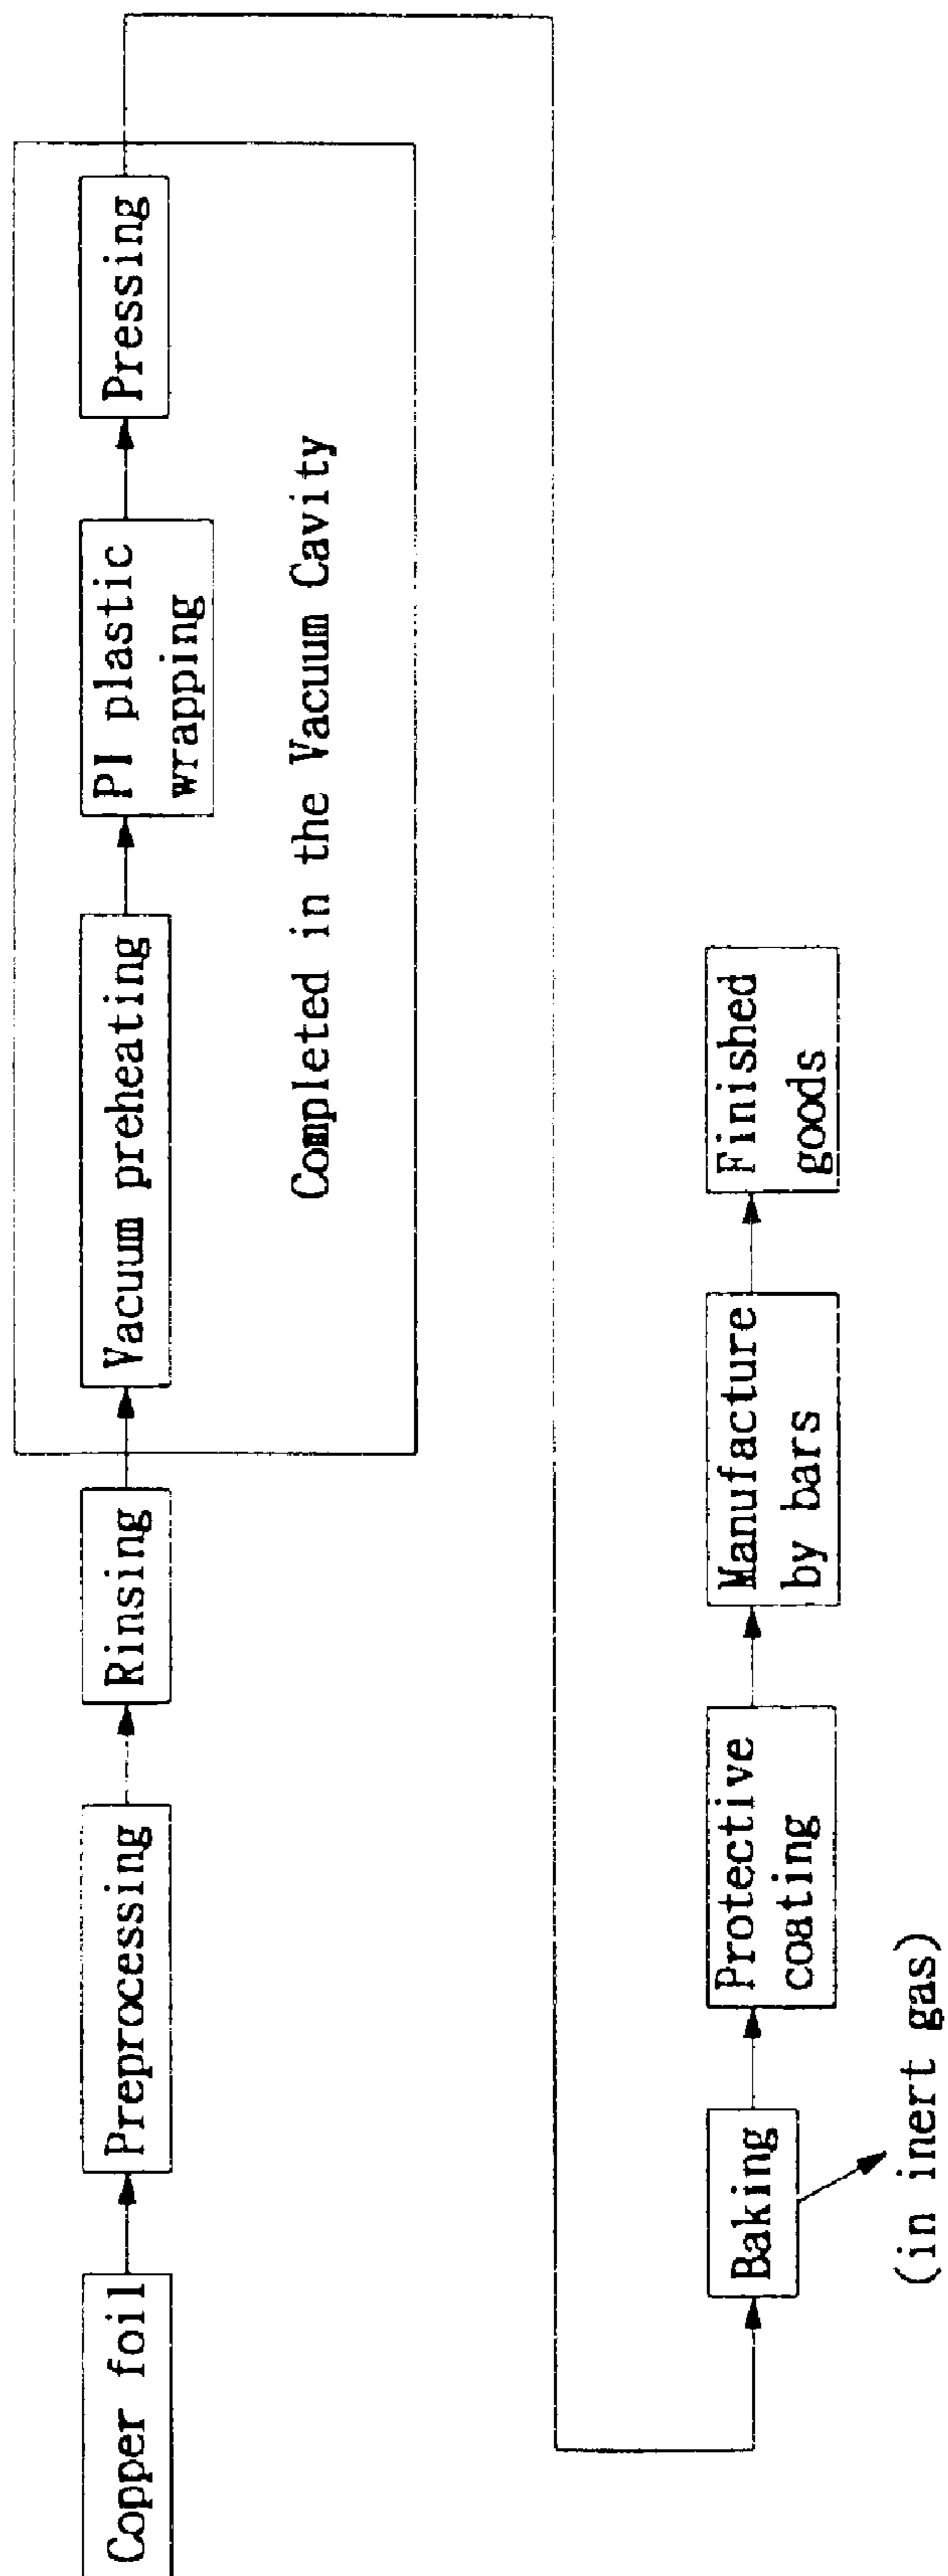 Copper foil
Preprocessing
Rinsing
Vacuum preheating
PI plastic
wrapping
Pressing
Completed in the Vacuum Cavity
Baking
(in inert gas)
Protective
coating
Manufacture
by bars
Finished
goods